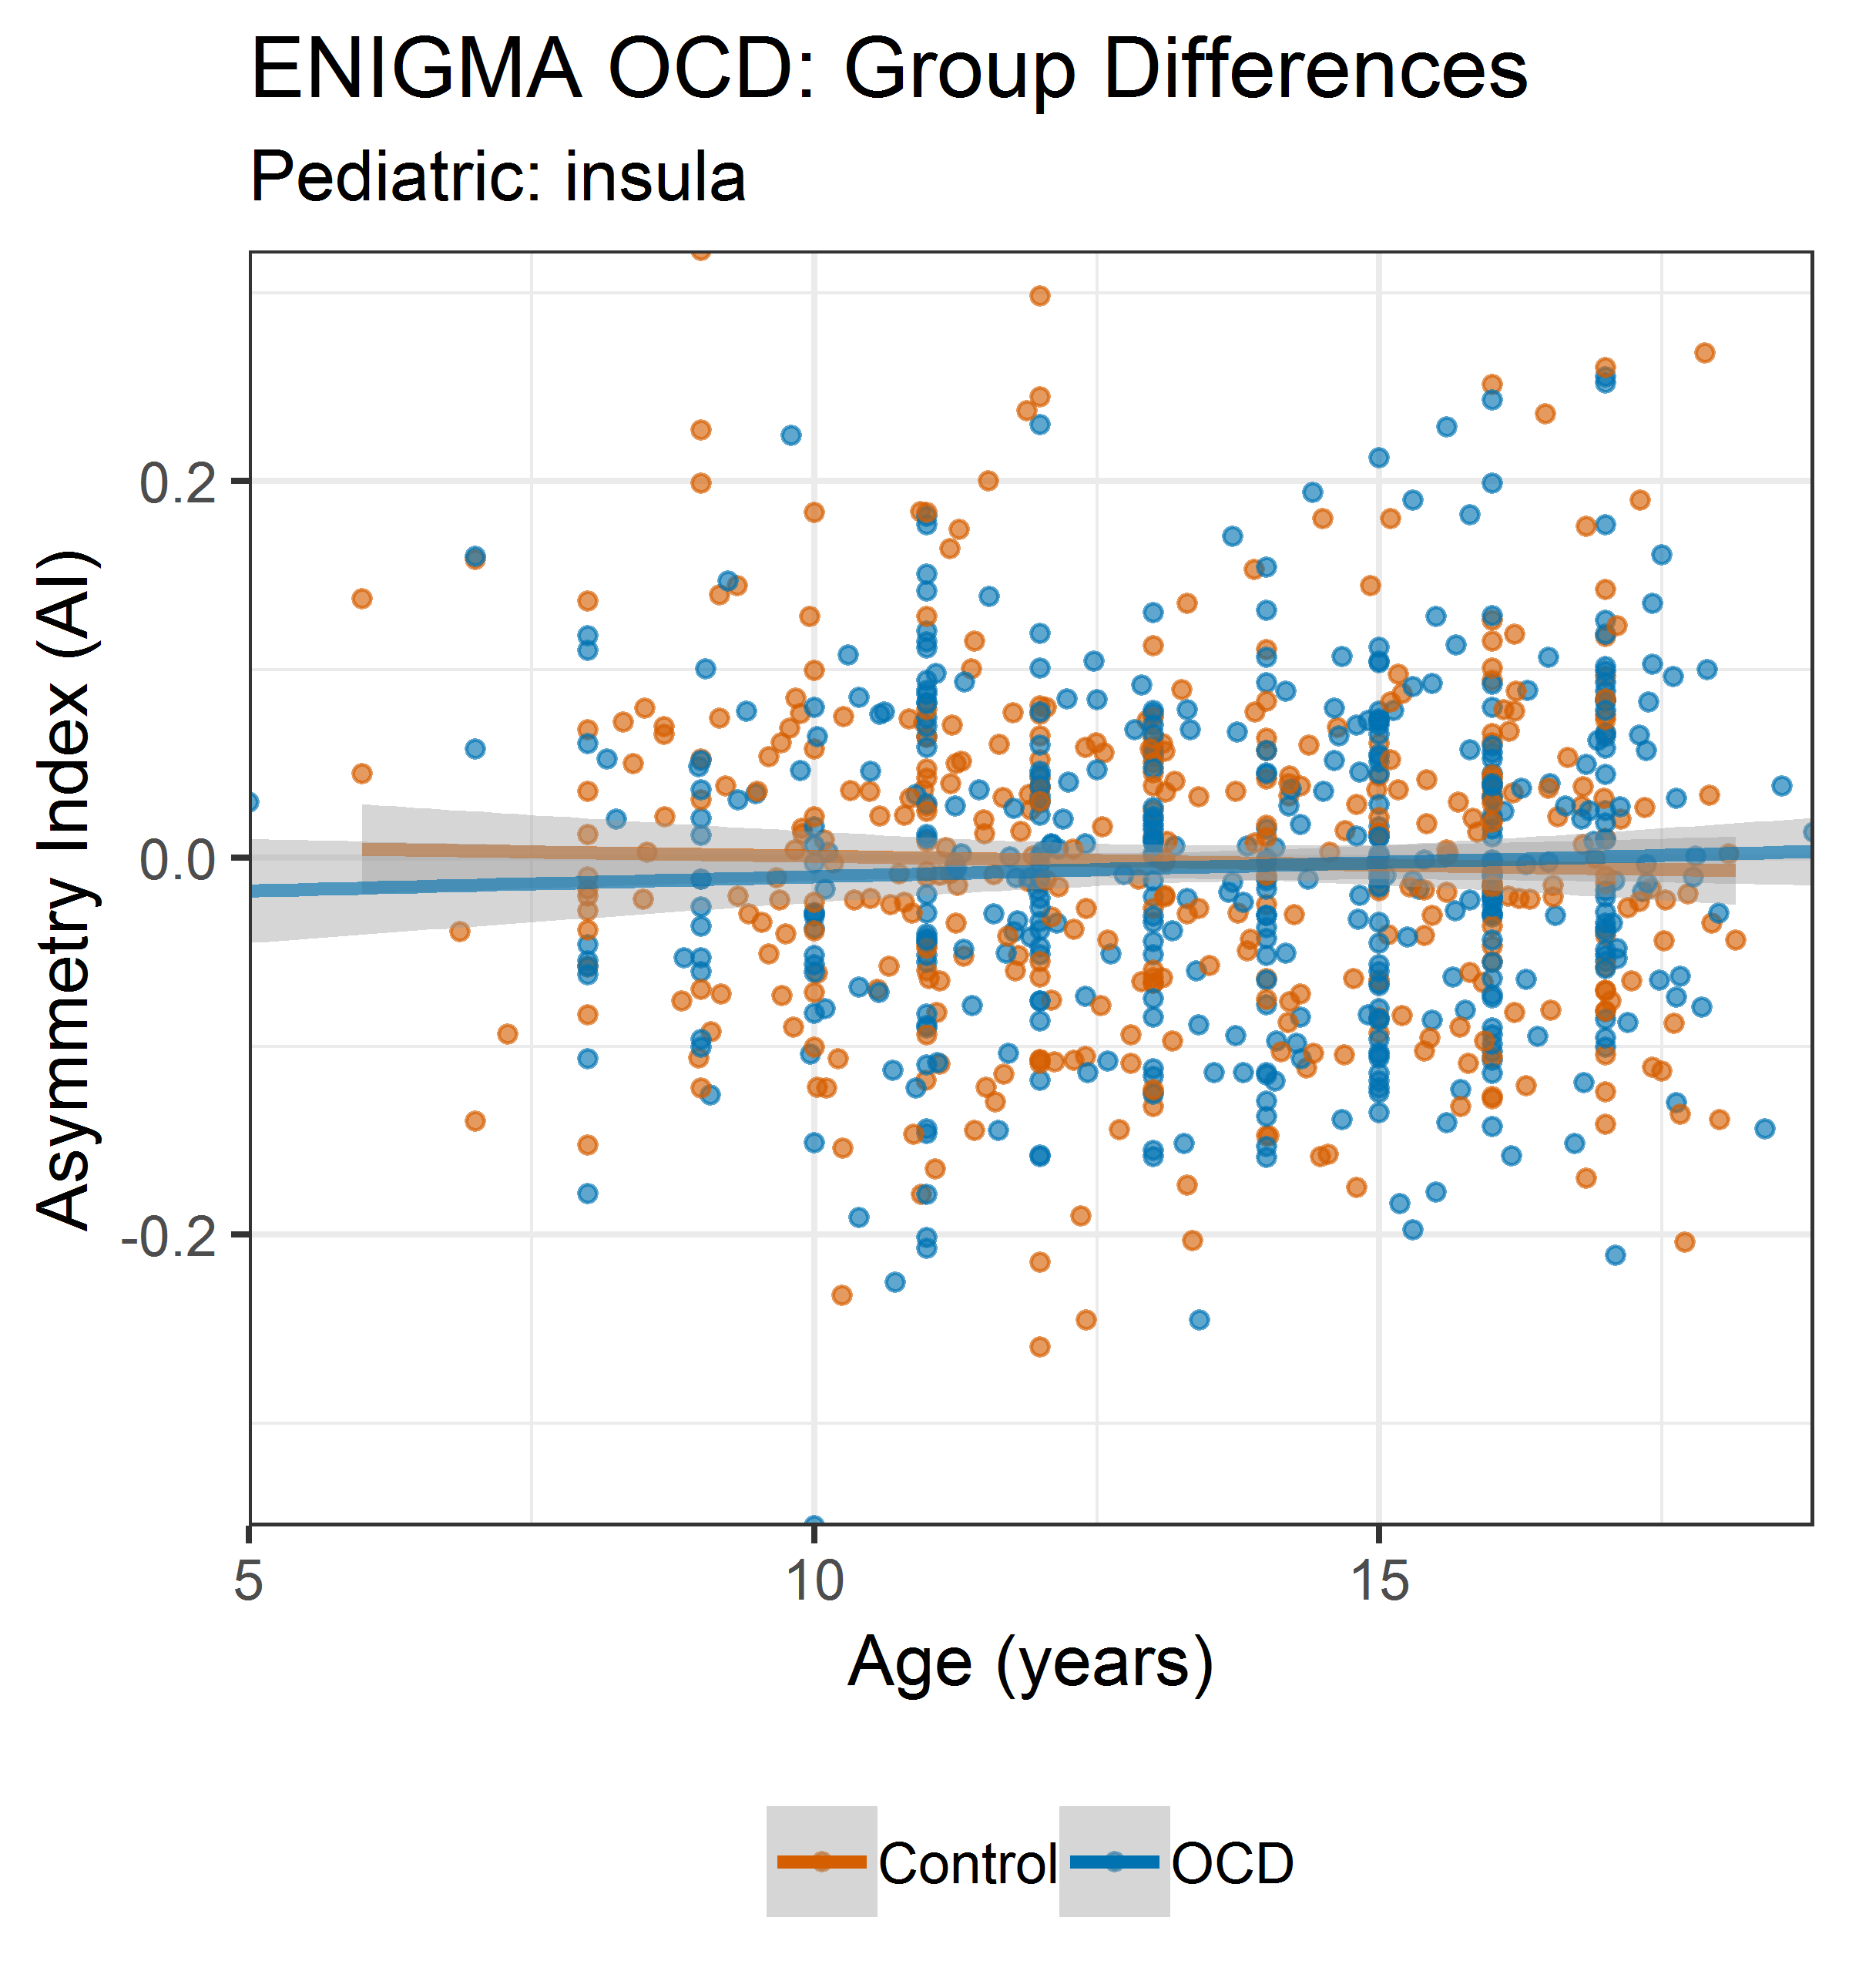 ENIGMA OCD: Group Differences
Pediatric: insula
Asymmetry Index (AI)
0.2
0.0
-0.2
5 10 15
Age (years)
Control OCD